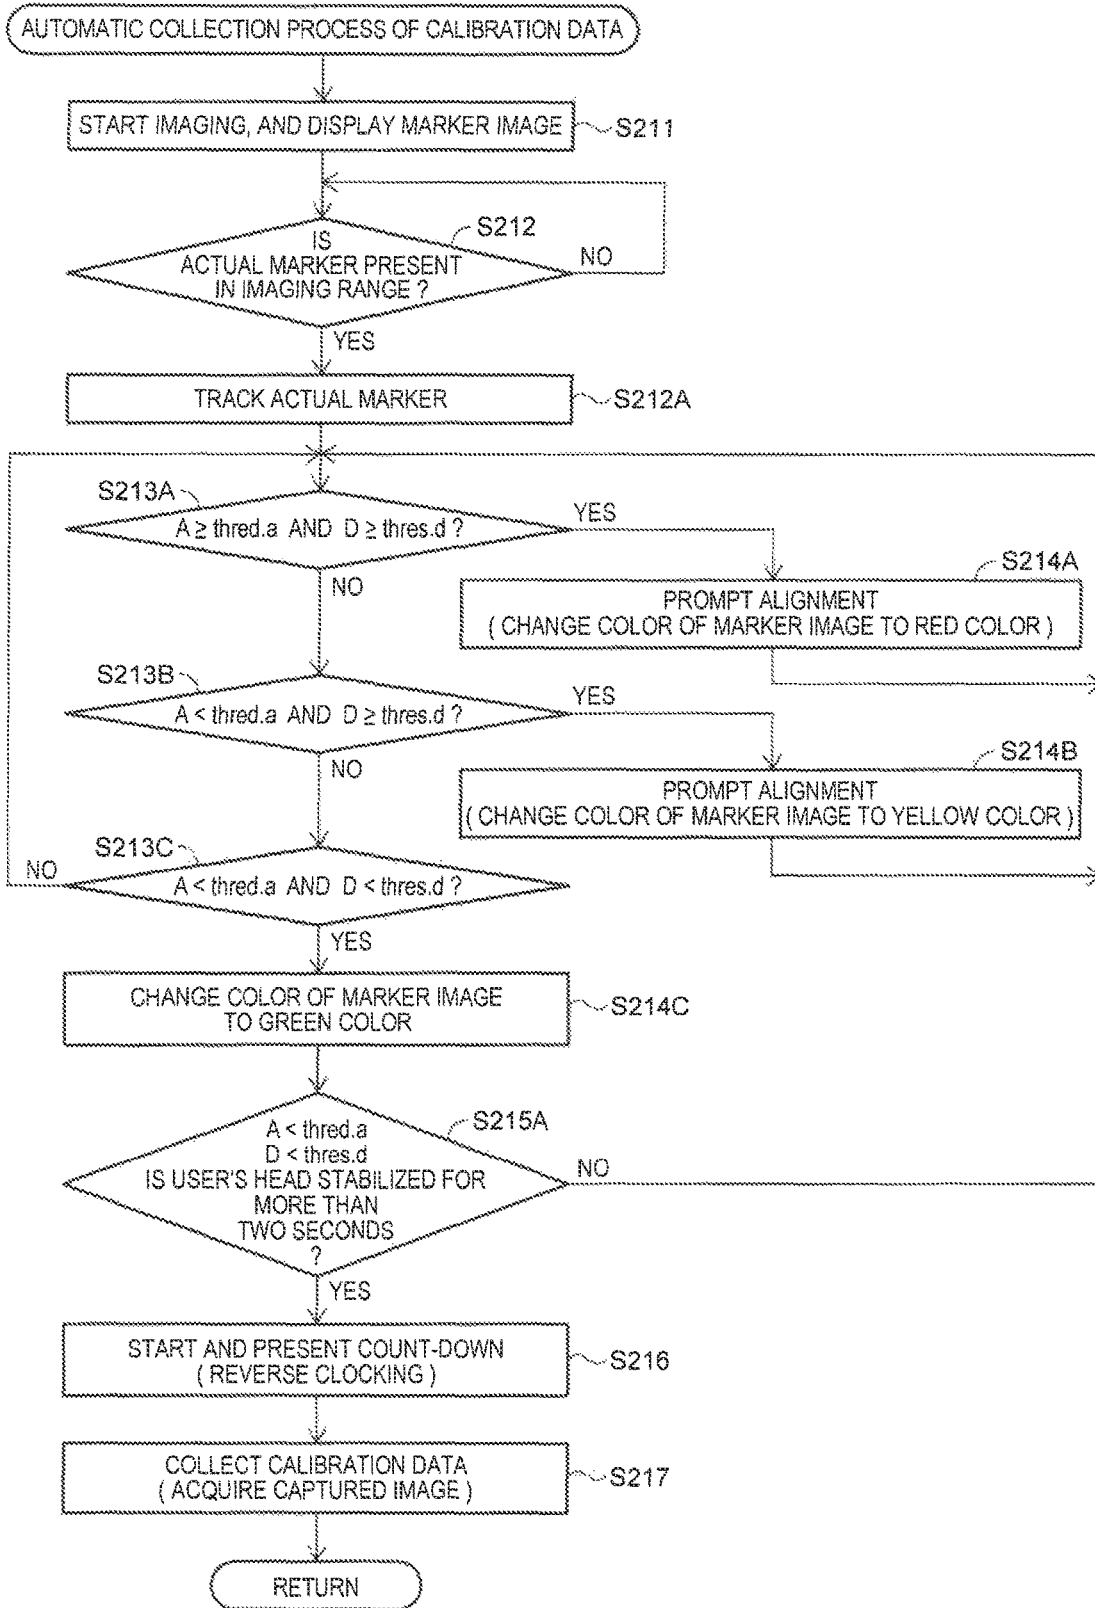 AUTOMATIC COLLECTION PROCESS OF CALIBRATION DATA
START IMAGING, AND DISPLAY MARKER IMAGE
S211
S212
IS
ACTUAL MARKER PRESENT
IN IMAGING RANGE ?
NO
YES
TRACK ACTUAL MARKER
S212A
S213A
A ≥ thred.a AND D ≥ thres.d ?
YES
NO
S214A
PROMPT ALIGNMENT
( CHANGE COLOR OF MARKER IMAGE TO RED COLOR )
S213B
A < thred.a AND D ≥ thres.d ?
YES
NO
S214B
PROMPT ALIGNMENT
( CHANGE COLOR OF MARKER IMAGE TO YELLOW COLOR )
S213C
NO
A < thred.a AND D < thres.d ?
YES
CHANGE COLOR OF MARKER IMAGE
TO GREEN COLOR
S214C
S215A
A < thred.a
D < thres.d
IS USER'S HEAD STABILIZED FOR
MORE THAN
TWO SECONDS
?
NO
YES
START AND PRESENT COUNT-DOWN
( REVERSE CLOCKING )
S216
COLLECT CALIBRATION DATA
( ACQUIRE CAPTURED IMAGE )
S217
RETURN